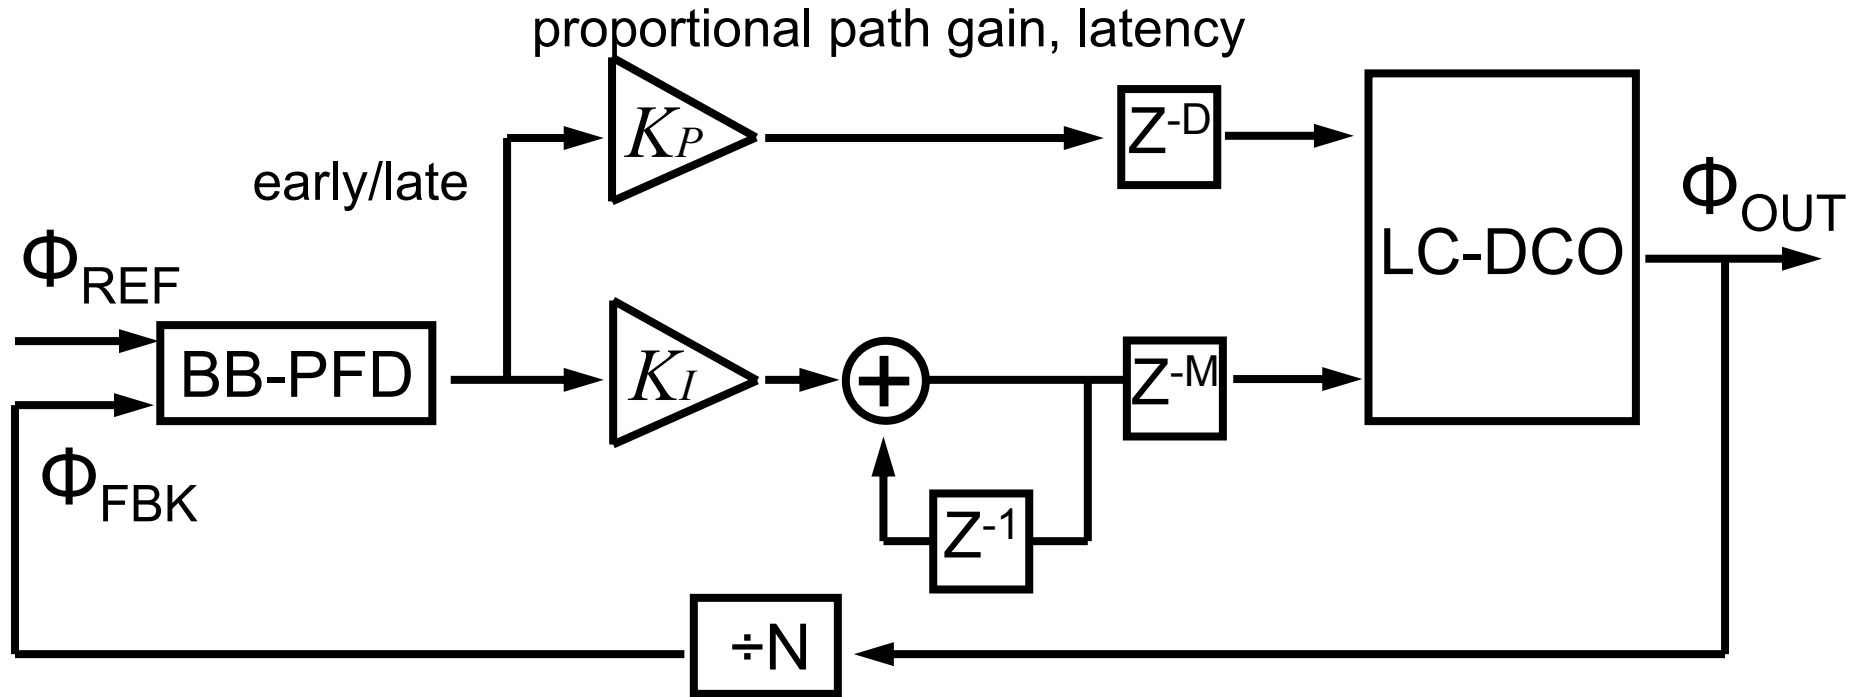 proportional path gain, latency
KP
Z-D
early/late
ΦREF
LC-DCO
ΦOUT
BB-PFD
KI
+
Z-M
ΦFBK
Z-1
÷N